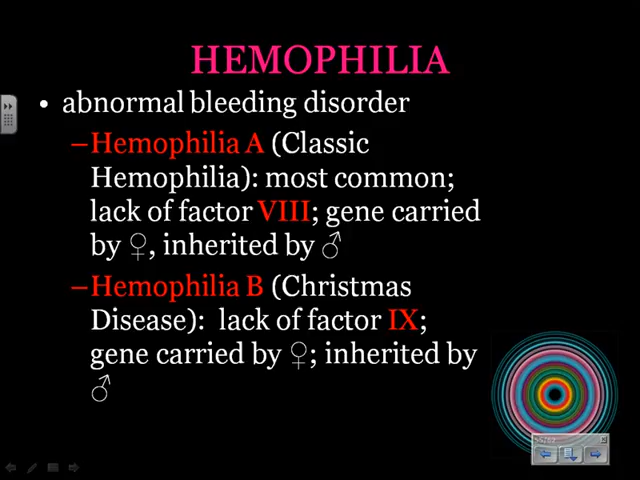 HEMOPHILIA
• abnormal bleeding disorder
–Hemophilia A (Classic
Hemophilia): most common;
lack of factor VIII; gene carried
by ♀, inherited by ♂
–Hemophilia B (Christmas
Disease):  lack of factor IX;
gene carried by ♀; inherited by
♂